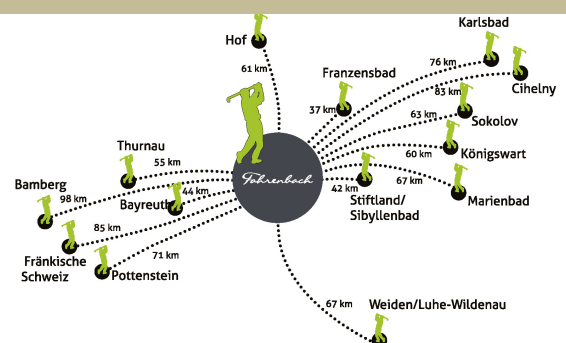 Karlsbad
Hof
76 km
61 km
Franzensbad
83 km
Cihelny
37 km
63 km
Sokolov
Thurnau
60 km
Königswart
55 km
Fahrenbach
Bamberg
44 km
42 km
67 km
98 km
Bayreuth
Stiftland/
Sibyllenbad
Marienbad
85 km
Fränkische
Schweiz
71 km
Pottenstein
67 km
Weiden/Luhe-Wildenau